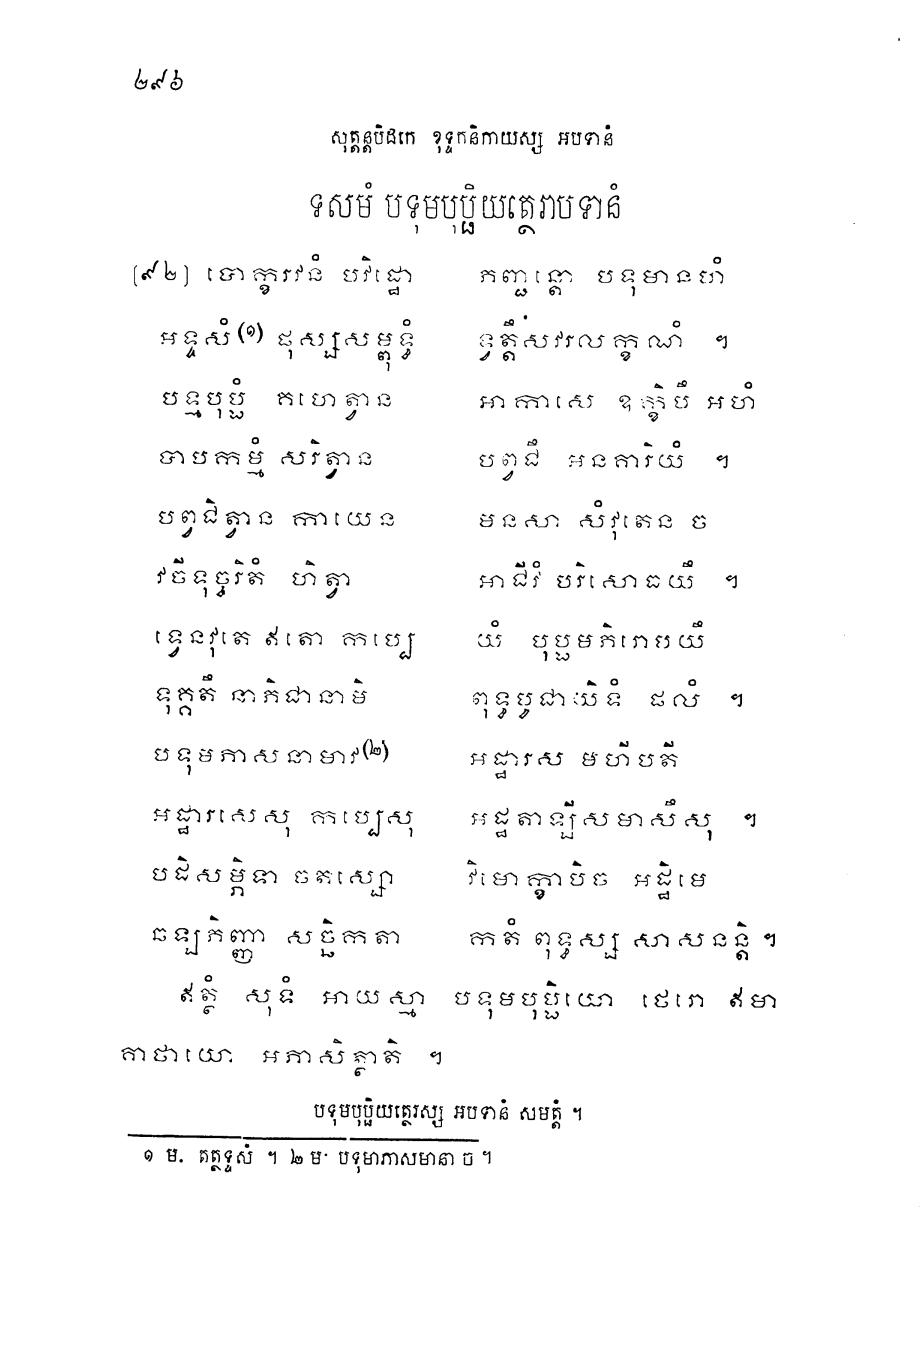 ២៩៦
សុត្តន្តបិដកេ ខុទ្ទកនិកាយស្ស អបទានំ
ទសមំ បទុមបុប្ផិយត្ថេរាបទានំ
[៩២] បោក្ខរវនំ បវិដ្ឋោ ភញ្ជន្តោ បទុមានហំ
អទ្ទសំ(១) ផុស្សសម្ពុទ្ធំ ទ្វត្តឹសវរលក្ខណំ ។
បទ្មបុប្ផំ គហេត្វាន អាកាសេ ឧក្ខិបឹ អហំ
បាបកម្មំ សរិត្វាន បព្វជឹ អនគារិយំ ។
បព្វជិត្វាន កាយេន មនសា សំវុតេន ច
វចីទុច្ចរិតំ ហិត្វា អាជីវំ បរិសោធយឹ ។
ទ្វេនវុតេ ឥតោ កប្បេ យំ បុប្ផមភិរោបយឹ
ទុគ្គតឹ នាភិជានាមិ ពុទ្ធបូជាយិទំ ផលំ ។
បទុមភាសនាមាវ(២) អដ្ឋារស មហីបតី
អដ្ឋារសេសុ កប្បេសុ អដ្ឋតាឡីសមាសឹសុ ។
បដិសម្ភិទា ចតស្សោ វិមោក្ខាបិច អដ្ឋិមេ
ឆឡភិញ្ញា សច្ឆិកតា កតំ ពុទ្ធស្ស សាសនន្តិ ។
ឥត្ថំ សុទំ អាយស្មា បទុមបុប្ផិយោ ថេរោ ឥមា
គាថាយោ អភាសិត្ថាតិ ។
បទុមបុប្ផិយត្ថេរស្ស អបទានំ សមត្តំ ។
១ ម. តត្ថទ្ទសំ ។ ២ ម. បទុមាភាសមានា ច ។